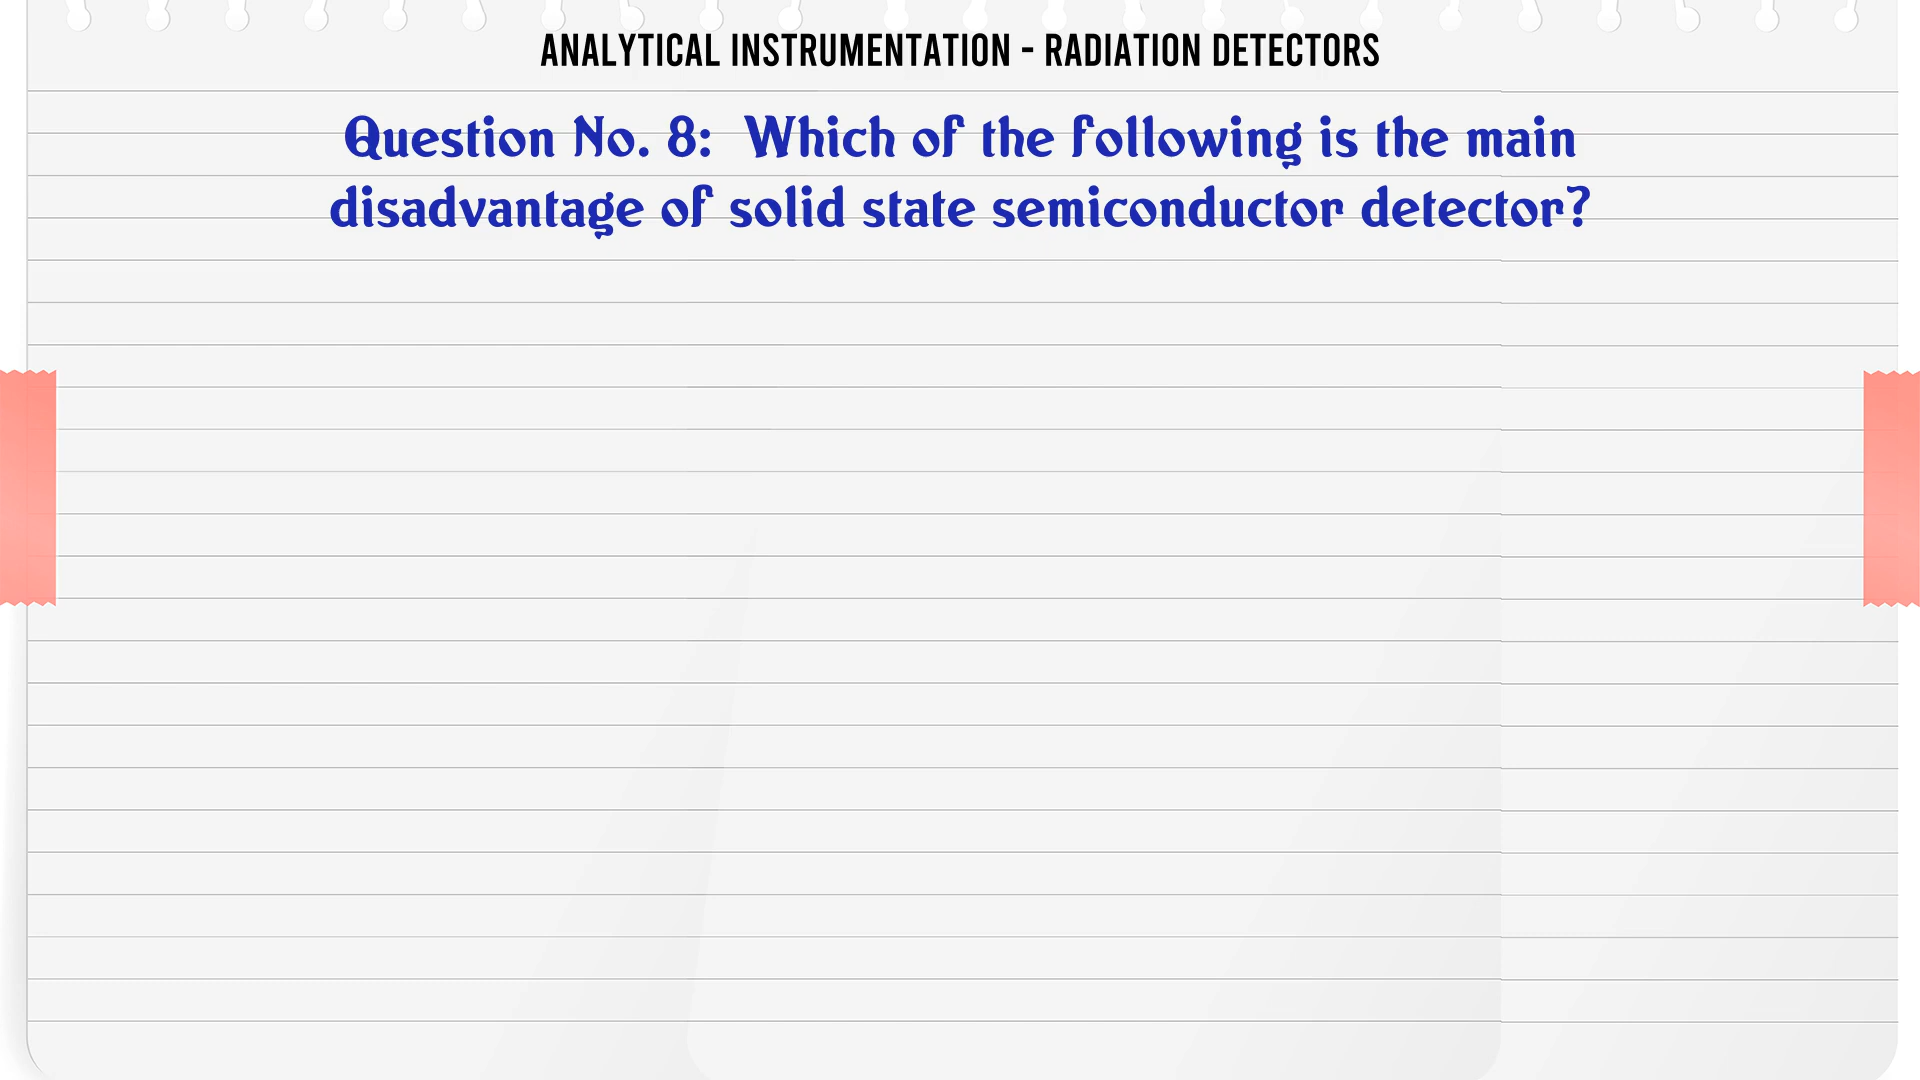 ANALYTICAL INSTRUMENTATION - RADIATION DETECTORS
Question No. 8: Which of the following is the main
disadvantage of solid state semiconductor detector?